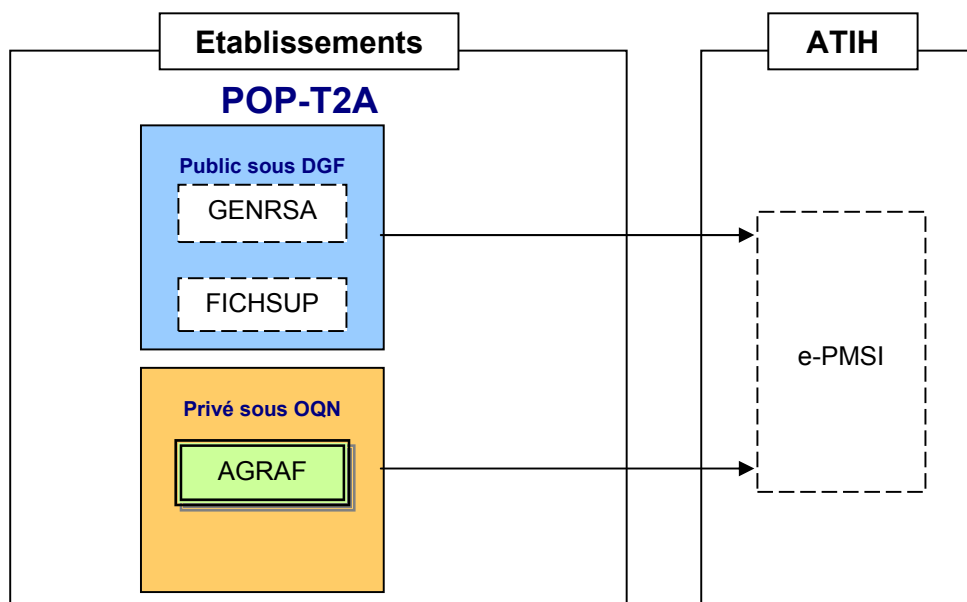 Etablissements
ATIH
POP-T2A
Public sous DGF
GENRSA
FICHSUP
e-PMSI
Privé sous OQN
AGRAF